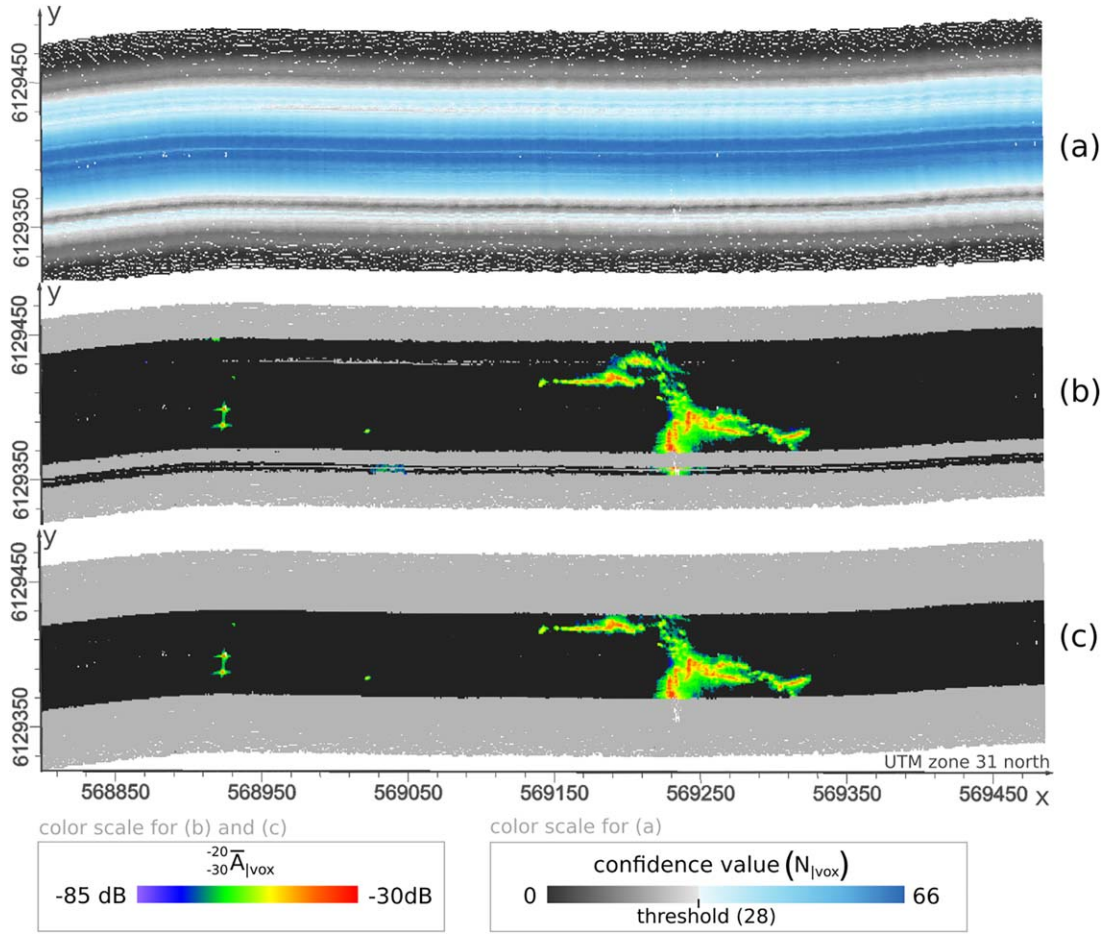 y
6129450
6129350
(a)
y
6129450
6129350
(b)
y
6129450
6129350
(c)
UTM zone 31 north
568850 568950 569050 569150 569250 569350 569450 x
color scale for (b) and (c)
-20
-30 A|vox
-85 dB -30dB
color scale for (a)
confidence value (N|vox)
0 66
threshold (28)